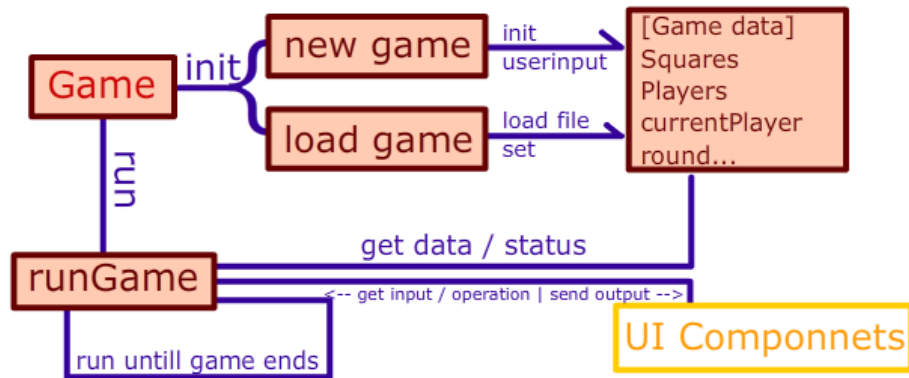 Game
init
new game
load game
init
userinput
load file
set
[Game data]
Squares
Players
currentPlayer
round...
run
runGame
get data / status
<-- get input / operation | send output -->
run untill game ends
UI Componnets